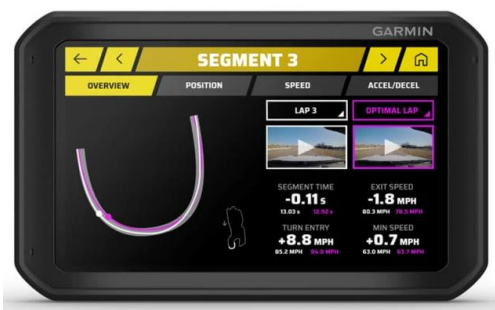 GARMIN
SEGMENT 3
OVERVIEW POSITION SPEED ACCEL/DECEL
LAP 3 OPTIMAL LAP
SEGMENT TIME EXIT SPEED
-0.11 s -1.8 MPH
13.03 s 12.92 s 80.3 MPH 78.5 MPH
TURN ENTRY MIN SPEED
+8.8 MPH +0.7 MPH
85.2 MPH 94.0 MPH 63.0 MPH 63.7 MPH